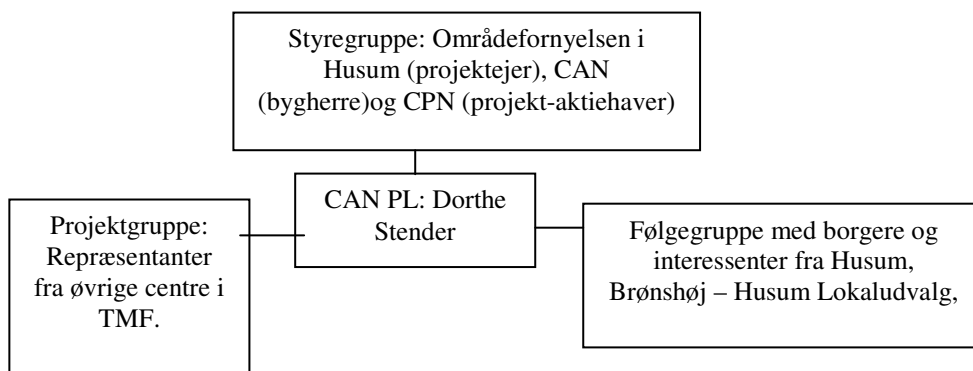 Styregruppe: Områdefornyelsen i
Husum (projektejer), CAN
(bygherre)og CPN (projekt-aktiehaver)
CAN PL: Dorthe
Stender
Projektgruppe:
Repræsentanter
fra øvrige centre i
TMF.
Følgegruppe med borgere og
interessenter fra Husum,
Brønshøj – Husum Lokaludvalg,